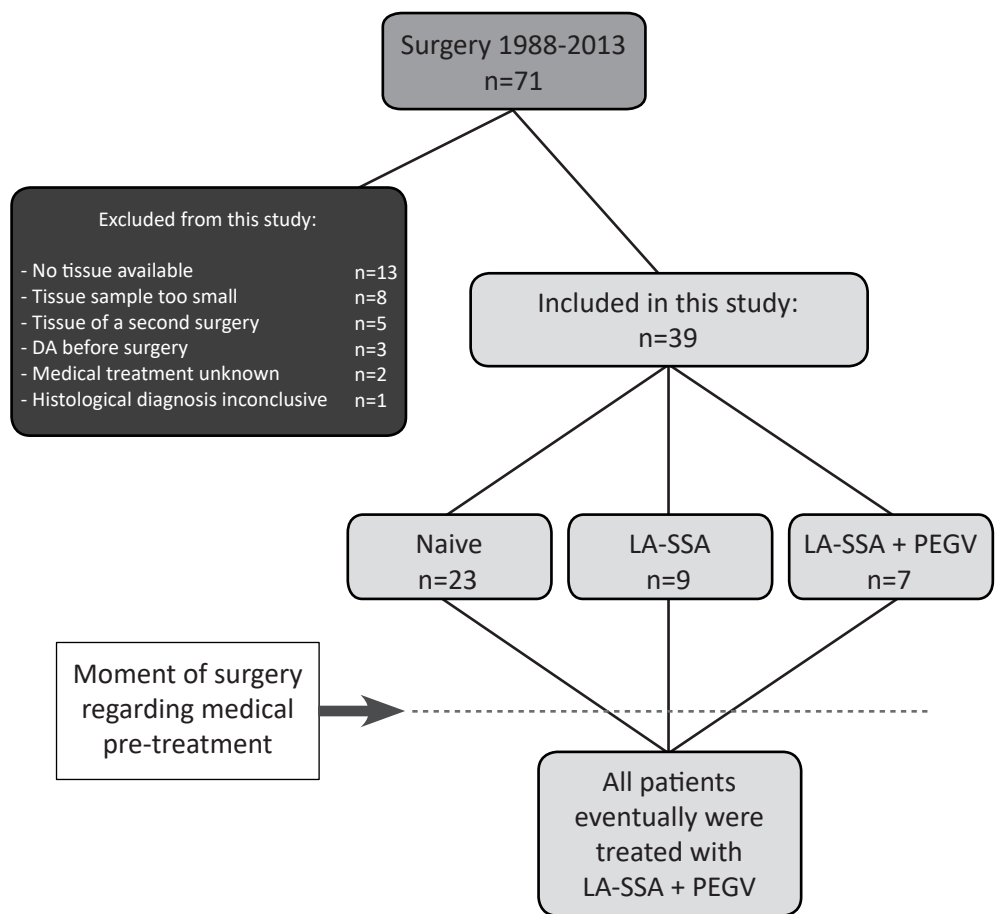 Surgery 1988-2013
n=71
Excluded from this study:
- No tissue available n=13
- Tissue sample too small n=8
- Tissue of a second surgery n=5
- DA before surgery n=3
- Medical treatment unknown n=2
- Histological diagnosis inconclusive n=1
Included in this study:
n=39
Naive
n=23
LA-SSA
n=9
LA-SSA + PEGV
n=7
Moment of surgery
regarding medical
pre-treatment
All patients
eventually were
treated with
LA-SSA + PEGV